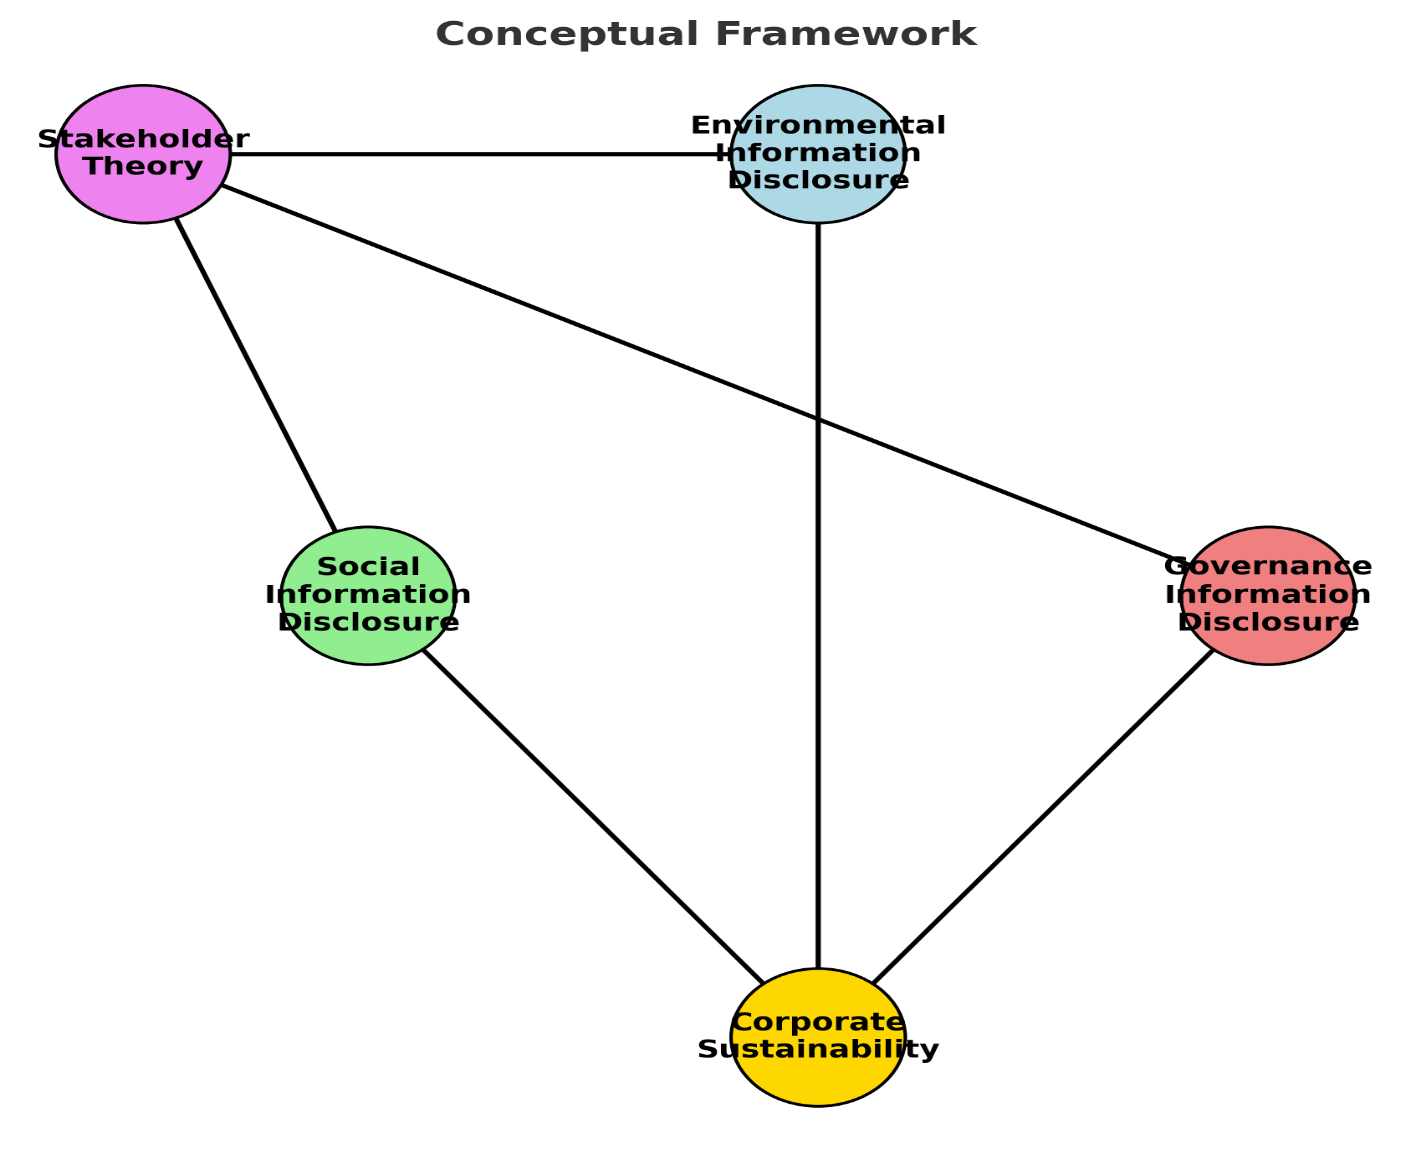 Conceptual Framework
Stakeholder
Theory
Environmental
Information
Disclosure
Social
Information
Disclosure
Governance
Information
Disclosure
Corporate
Sustainability